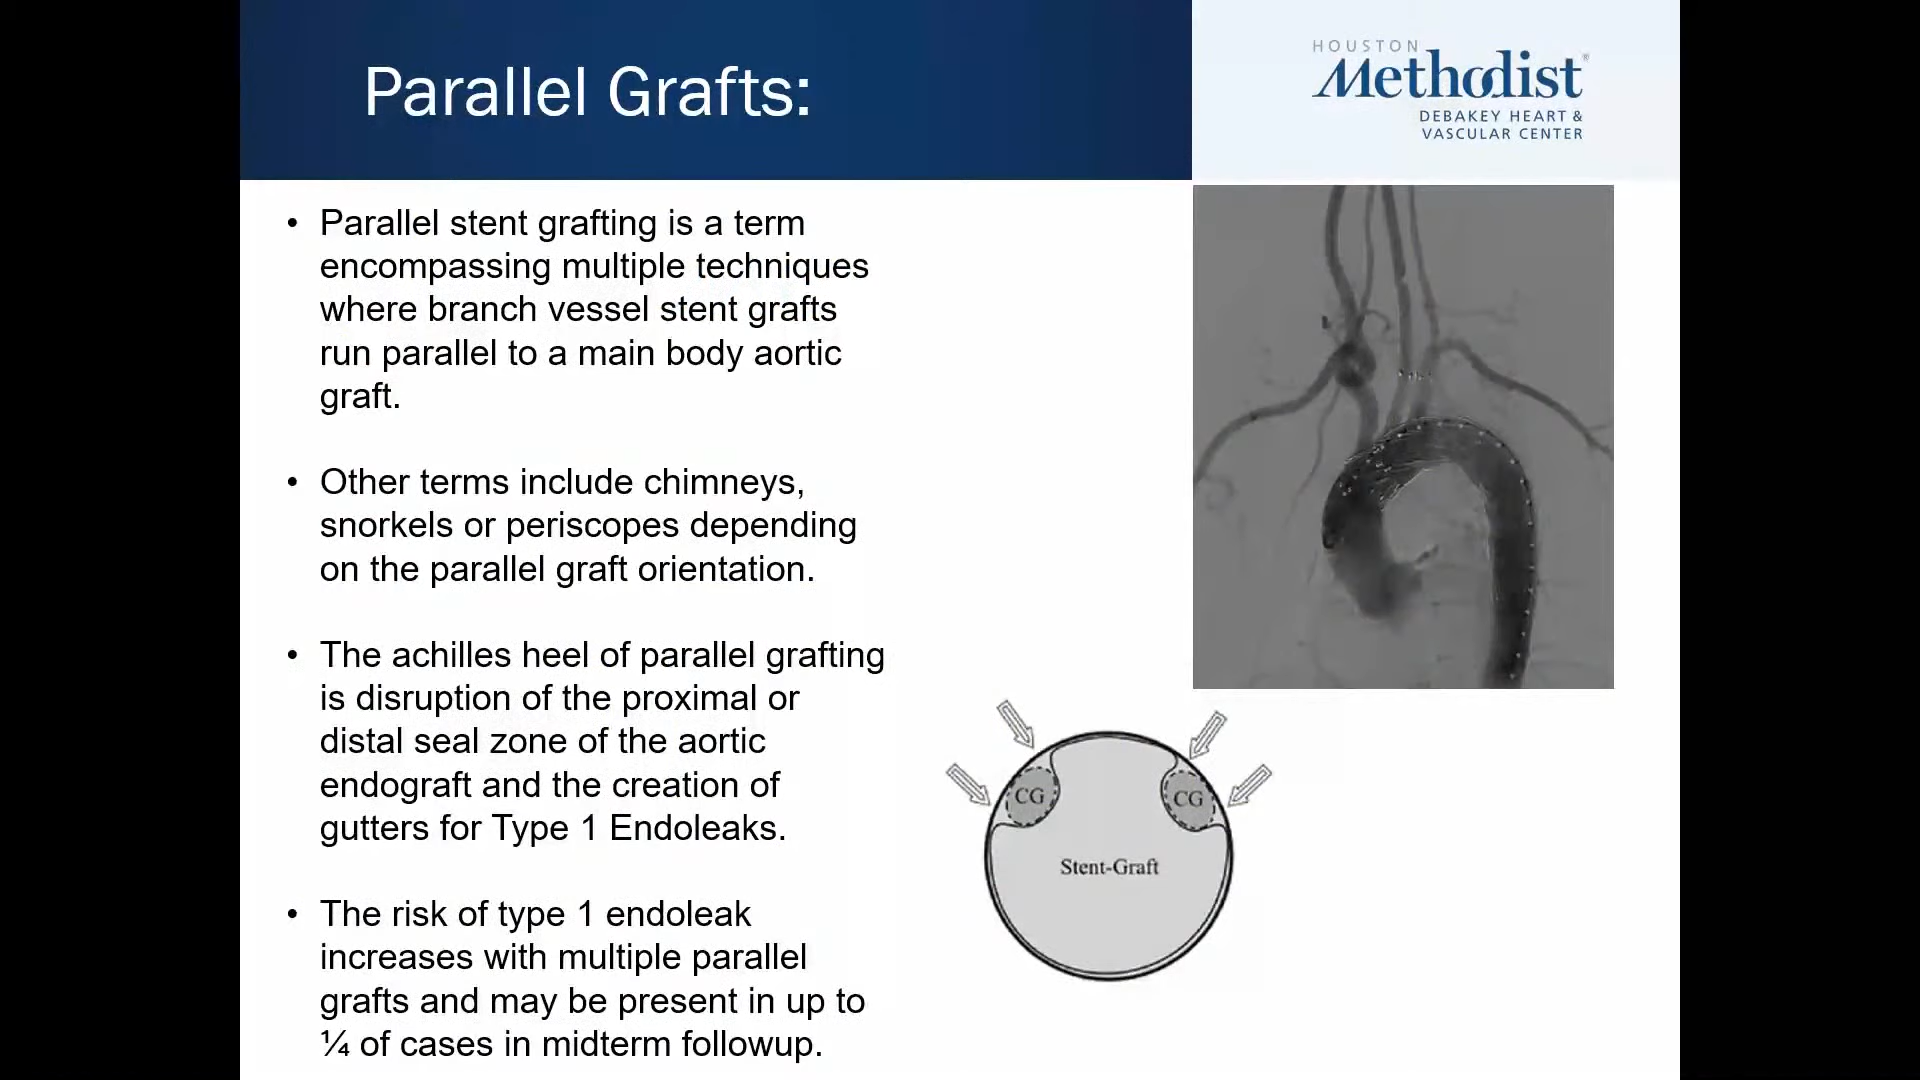 Parallel Grafts:
HOUSTON
Methodist®
DEBAKEY HEART &
VASCULAR CENTER
• Parallel stent grafting is a term
encompassing multiple techniques
where branch vessel stent grafts
run parallel to a main body aortic
graft.
• Other terms include chimneys,
snorkels or periscopes depending
on the parallel graft orientation.
• The achilles heel of parallel grafting
is disruption of the proximal or
distal seal zone of the aortic
endograft and the creation of
gutters for Type 1 Endoleaks.
• The risk of type 1 endoleak
increases with multiple parallel
grafts and may be present in up to
¼ of cases in midterm followup.
CG
CG
Stent-Graft